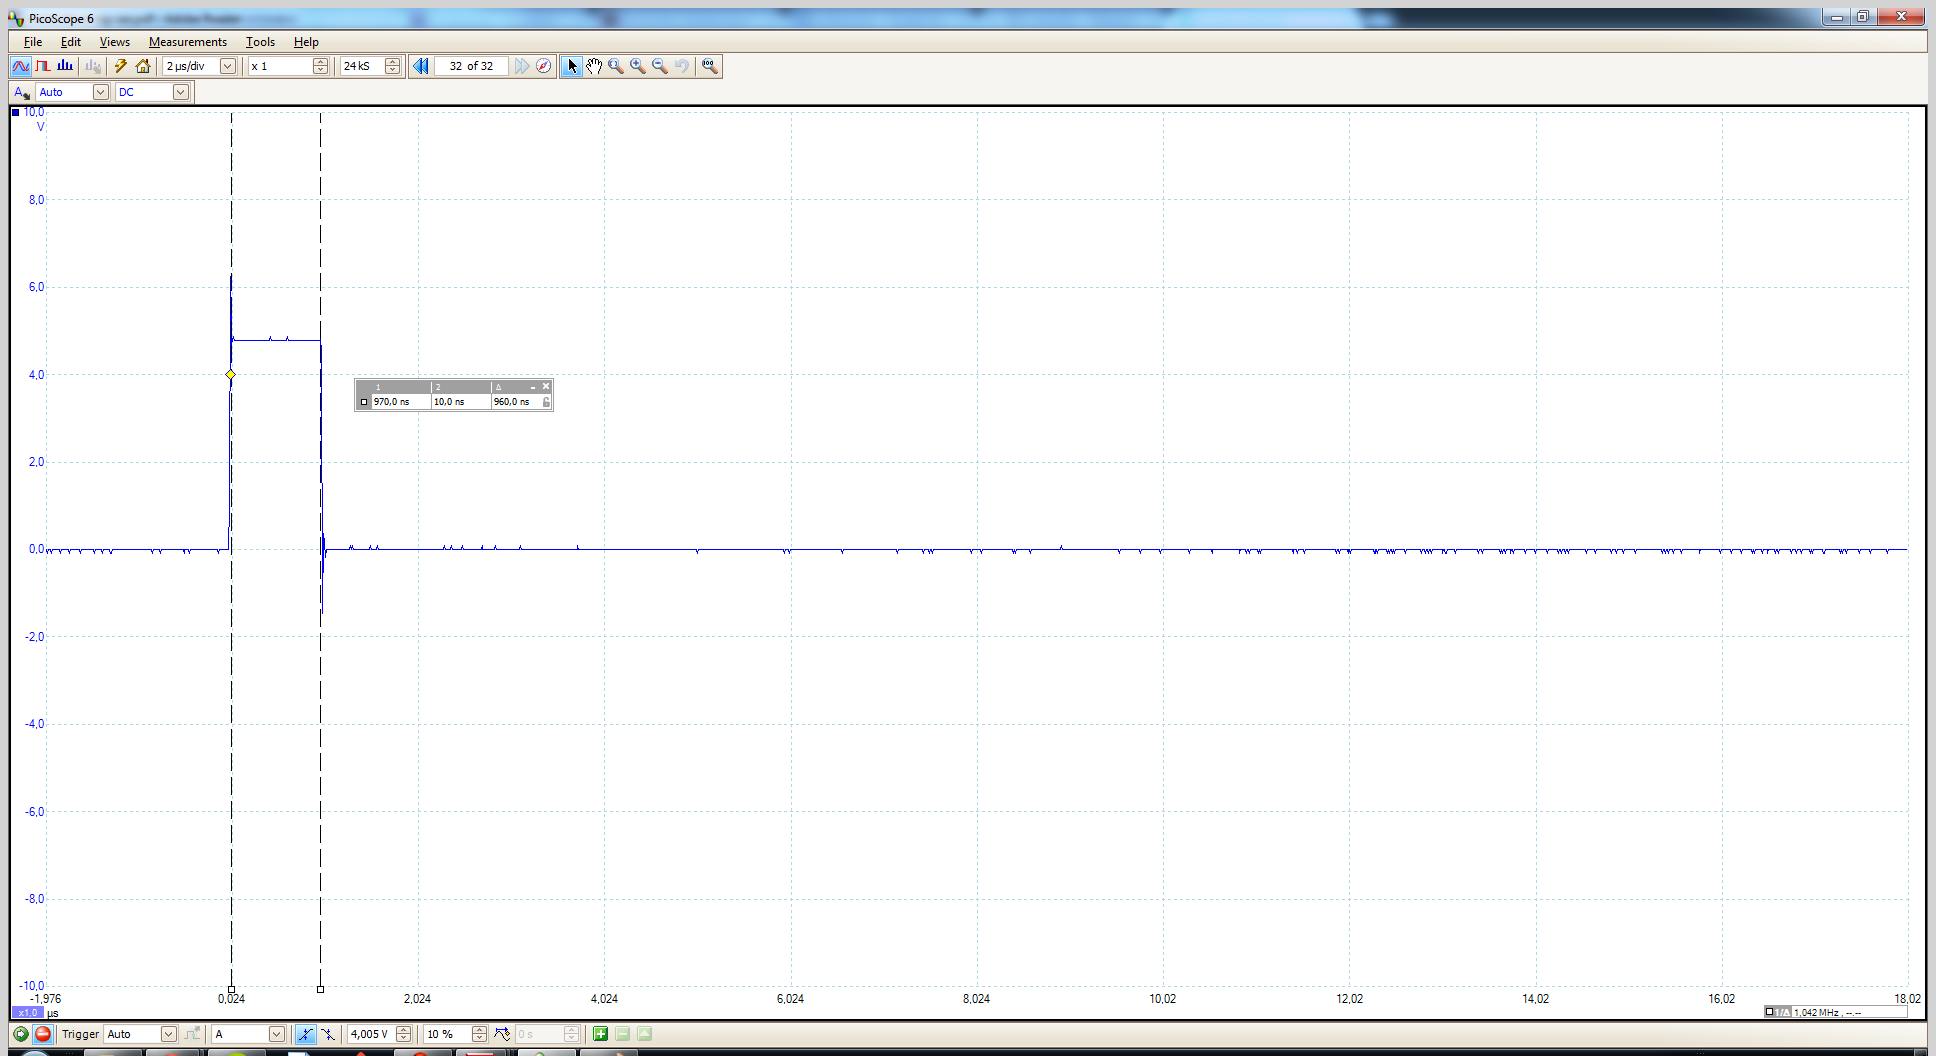 PicoScope 6
File Edit Views Measurements Tools Help
2 µs/div x 1 24 kS 32 of 32
A Auto DC
10,0
V
8,0
6,0
4,0
2,0
0,0
-2,0
-4,0
-6,0
-8,0
-10,0
1 2 Δ
970,0 ns 10,0 ns 960,0 ns
-1,976 0,024 2,024 4,024 6,024 8,024 10,02 12,02 14,02 16,02 18,02
x1,0 µs
1/Δ 1,042 MHz , --.--
Trigger Auto A 4,005 V 10 % 0 s